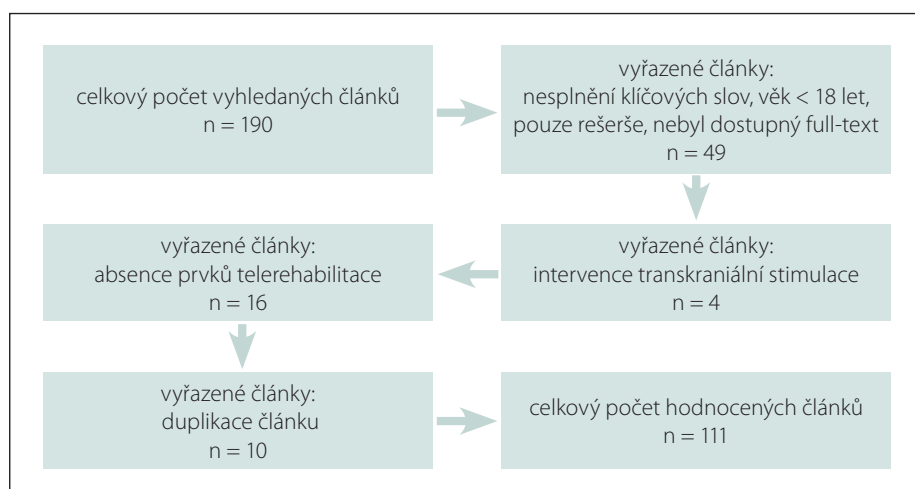 celkový počet vyhledaných článků
n = 190
vyřazené články:
nesplnění klíčových slov, věk < 18 let,
pouze rešerše, nebyl dostupný full-text
n = 49
vyřazené články:
intervence transkraniální stimulace
n = 4
vyřazené články:
absence prvků telerehabilitace
n = 16
vyřazené články:
duplikace článku
n = 10
celkový počet hodnocených článků
n = 111